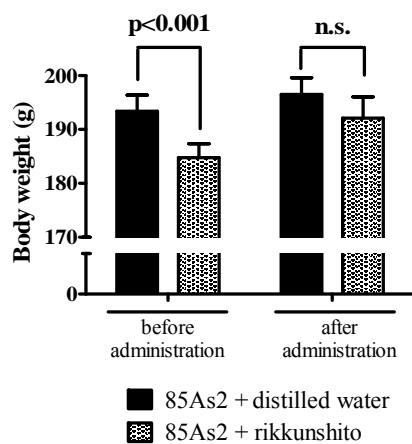 p<0.001
n.s.
Body weight (g)
200
190
180
170
0
before
administration
after
administration
85As2 + distilled water
85As2 + rikkunshito